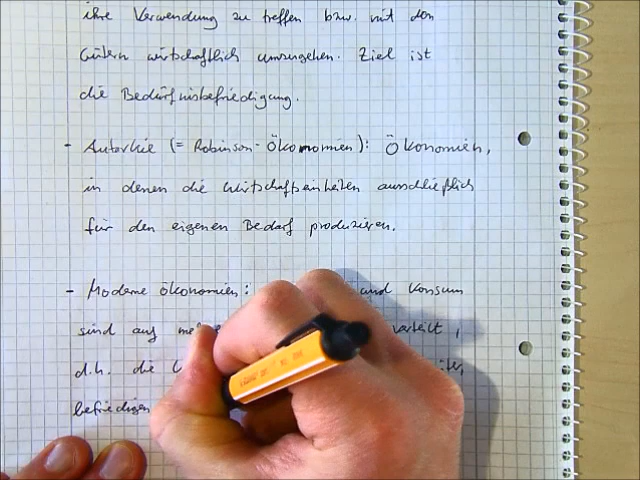 ihre Verwendung zu treffen bzw. mit den
Gütern wirtschaftlich umzugehen. Ziel ist
die Bedürfnisbefriedigung.
- Autarkie (= Robinson-Ökonomien): Ökonomien,
in denen die Wirtschaftseinheiten ausschließlich
für den eigenen Bedarf produzieren.
- Moderne Ökonomien: und Konsum
sind auf verteilt,
d.h. die
befriedigen